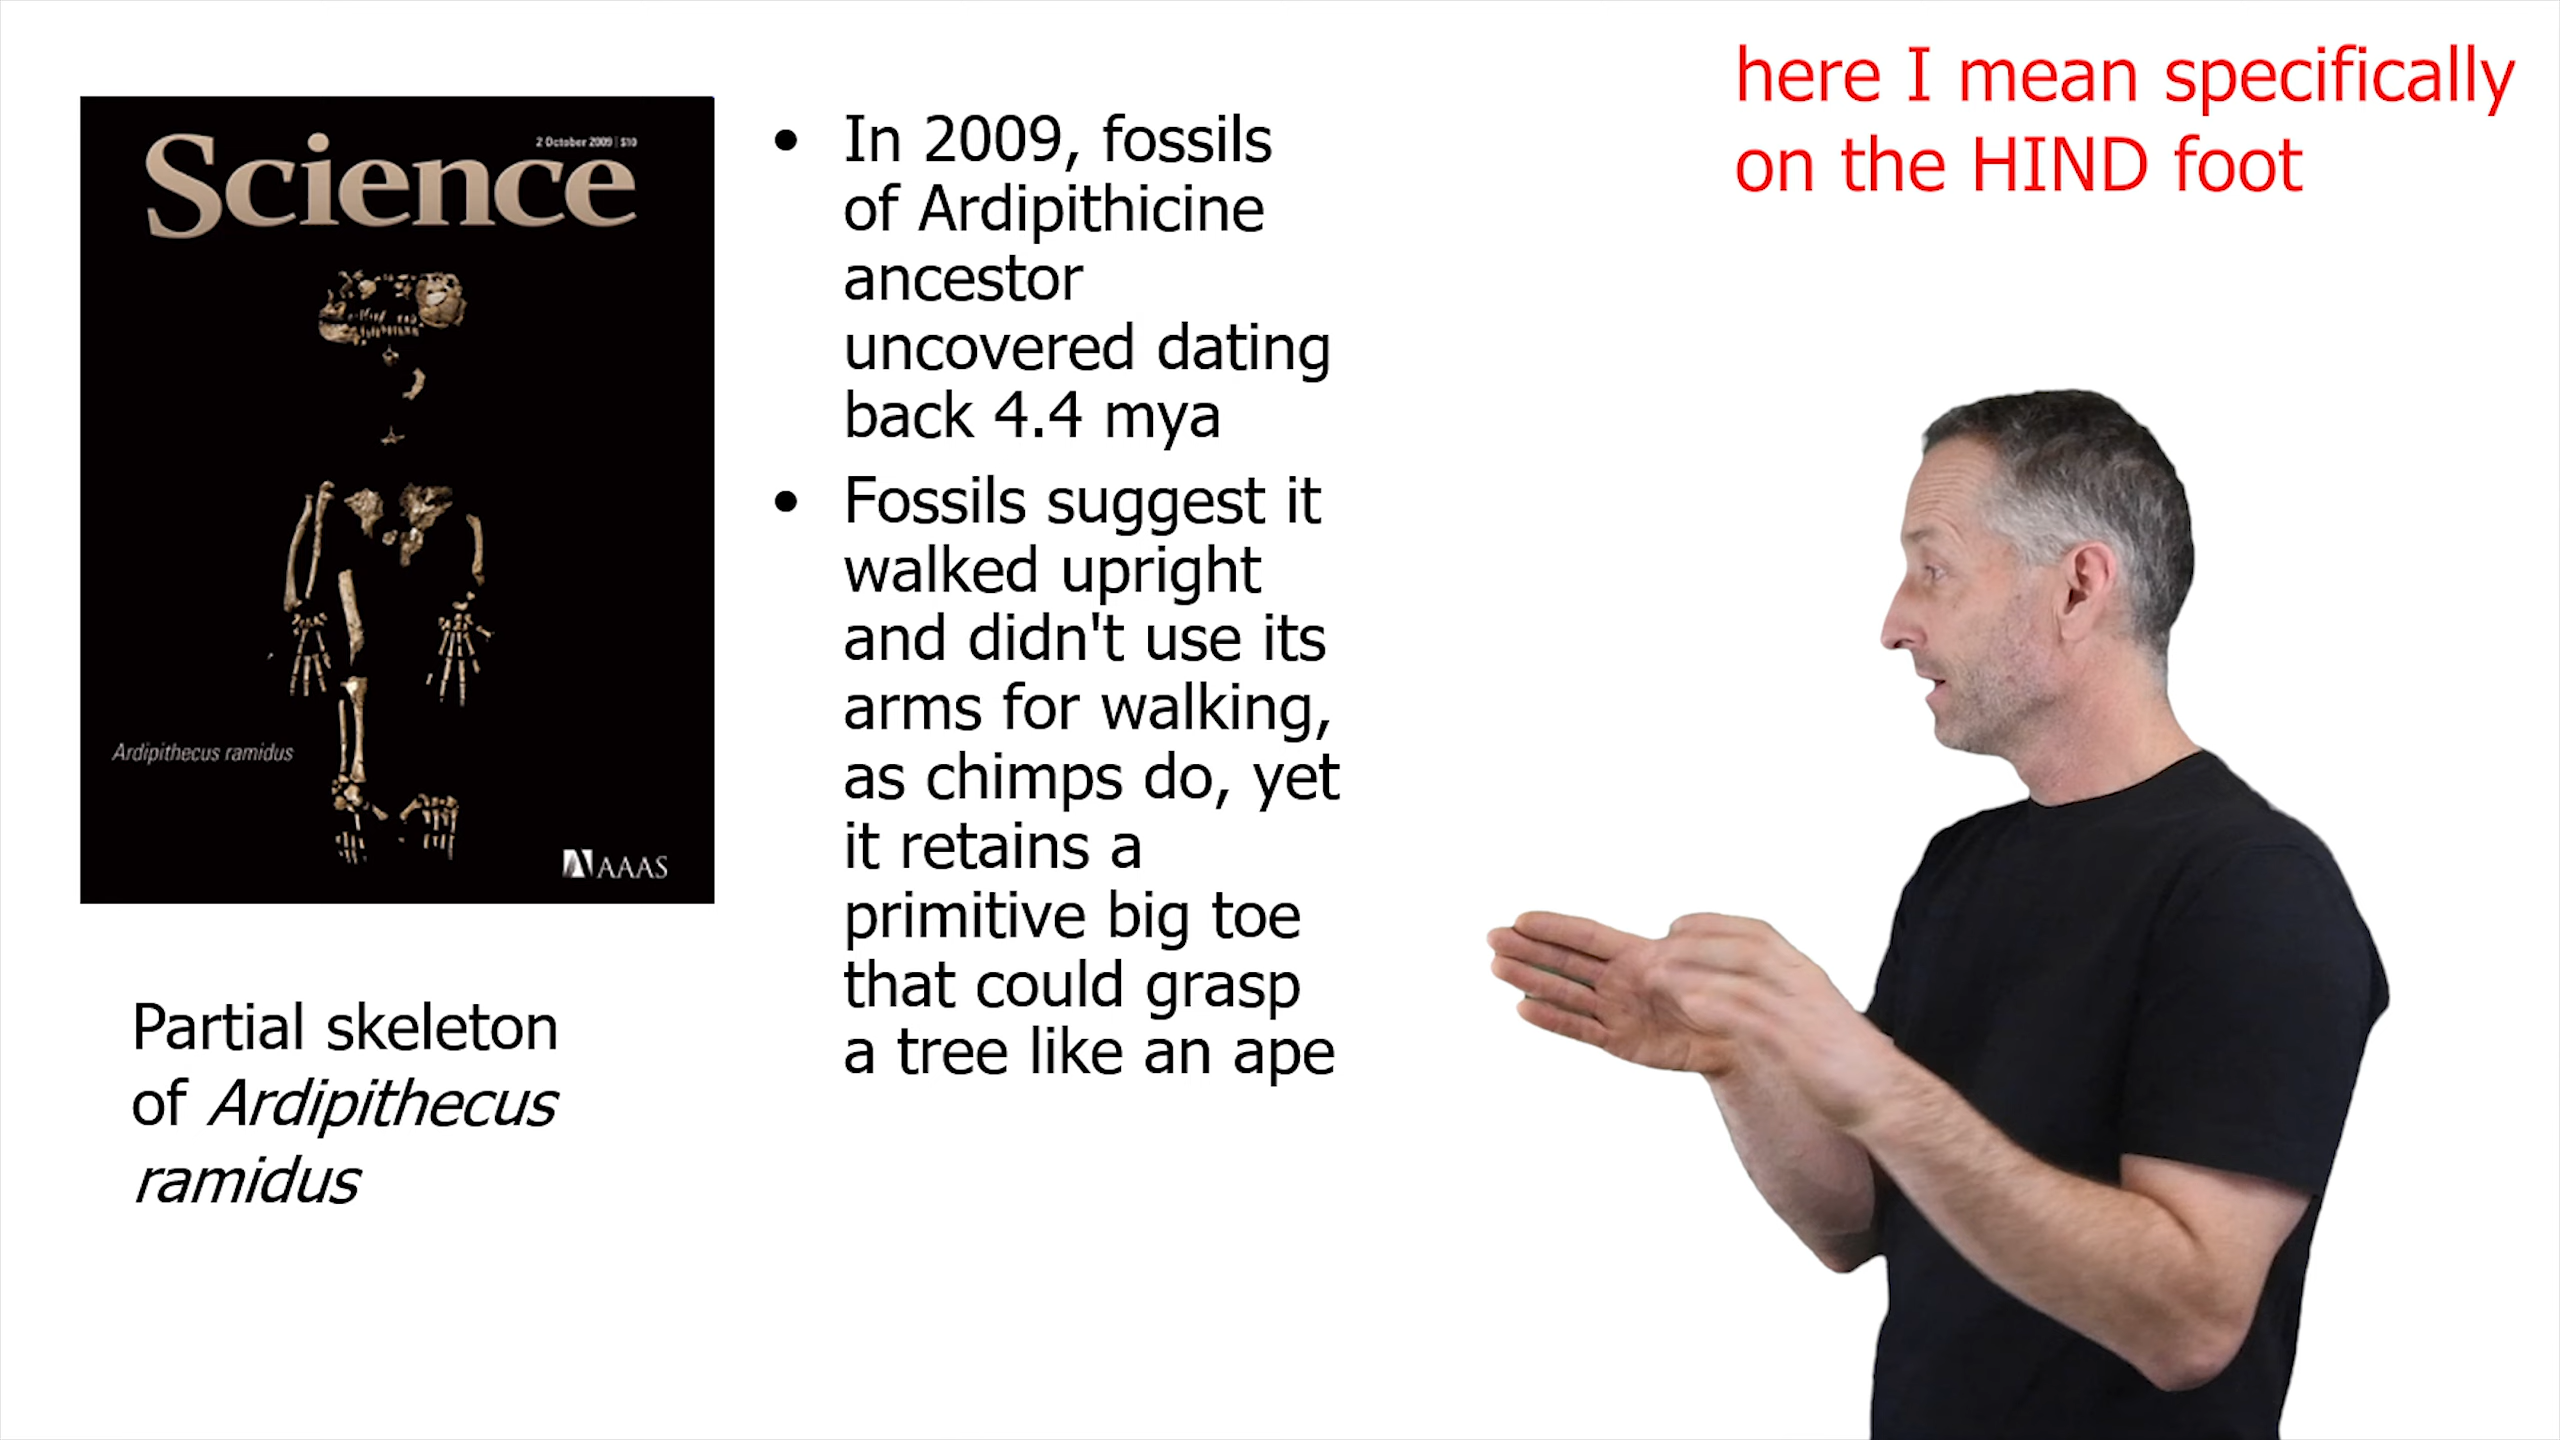 Science
2 October 2009 | $10
Ardipithecus ramidus
AAAS
Partial skeleton
of Ardipithecus
ramidus
• In 2009, fossils
of Ardipithicine
ancestor
uncovered dating
back 4.4 mya
• Fossils suggest it
walked upright
and didn't use its
arms for walking,
as chimps do, yet
it retains a
primitive big toe
that could grasp
a tree like an ape
here I mean specifically
on the HIND foot